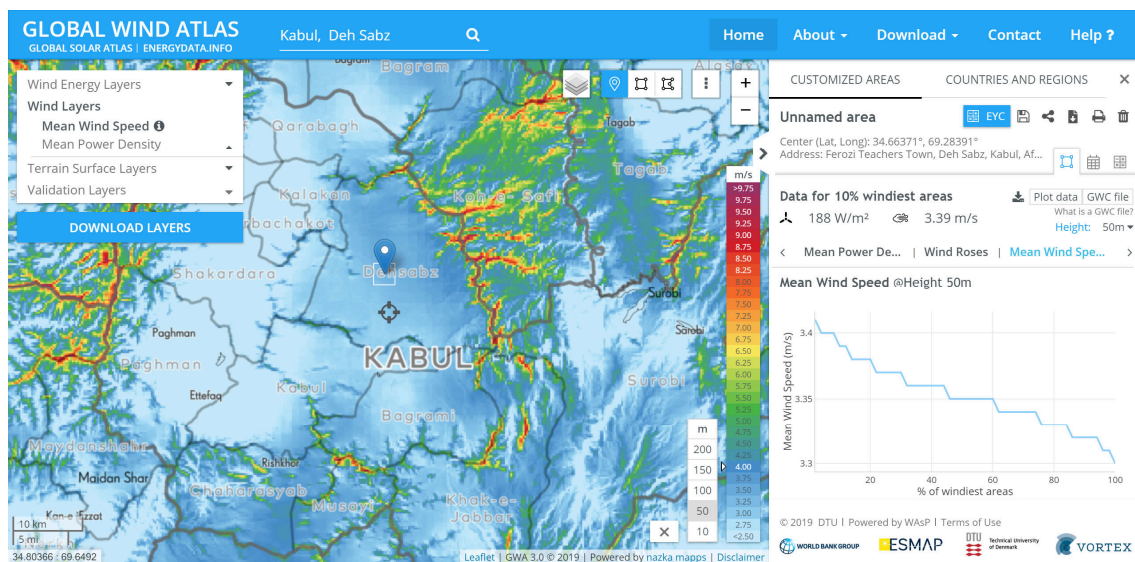 GLOBAL WIND ATLAS
GLOBAL SOLAR ATLAS | ENERGYDATA.INFO
Kabul, Deh Sabz
Home
About
Download
Contact
Help ?
Wind Energy Layers
Wind Layers
Mean Wind Speed
Mean Power Density
Terrain Surface Layers
Validation Layers
DOWNLOAD LAYERS
Bagram
Bagram
Alasay
Qarabagh
Tagab
Tagab
Kalakan
Koh-e- Safi
bachakot
Shakardara
Dehsabz
Surobi
Paghman
Paghman
Sarobi
KABUL
Kabul
Surobi
Ettefaq
Bagrami
Maydanshahr
Rishkhor
Maidan Shar
Chaharasyab
Musayi
Khak-e-
Jabbar
10 km
5 mi
34.80366 : 69.6492
+
−
m/s
>9.75
9.75
9.50
9.25
9.00
8.75
8.50
8.25
8.00
7.75
7.50
7.25
7.00
6.75
6.50
6.25
6.00
5.75
5.50
5.25
5.00
4.75
4.50
4.25
4.00
3.75
3.50
3.25
3.00
2.75
<2.50
m
200
150
100
50
10
Leaflet | GWA 3.0 © 2019 | Powered by nazka maps | Disclaimer
CUSTOMIZED AREAS
COUNTRIES AND REGIONS
Unnamed area
EYC
Center (Lat, Long): 34.66371°, 69.28391°
Address: Ferozi Teachers Town, Deh Sabz, Kabul, Af...
Data for 10% windiest areas
Plot data
GWC file
What is a GWC file?
188 W/m²
3.39 m/s
Height: 50m
Mean Power De... | Wind Roses | Mean Wind Spe...
Mean Wind Speed @Height 50m
Mean Wind Speed (m/s)
3.4
3.35
3.3
20
40
60
80
100
% of windiest areas
© 2019 DTU | Powered by WAsP | Terms of Use
WORLD BANK GROUP
ESMAP
DTU
Technical University
of Denmark
VORTEX